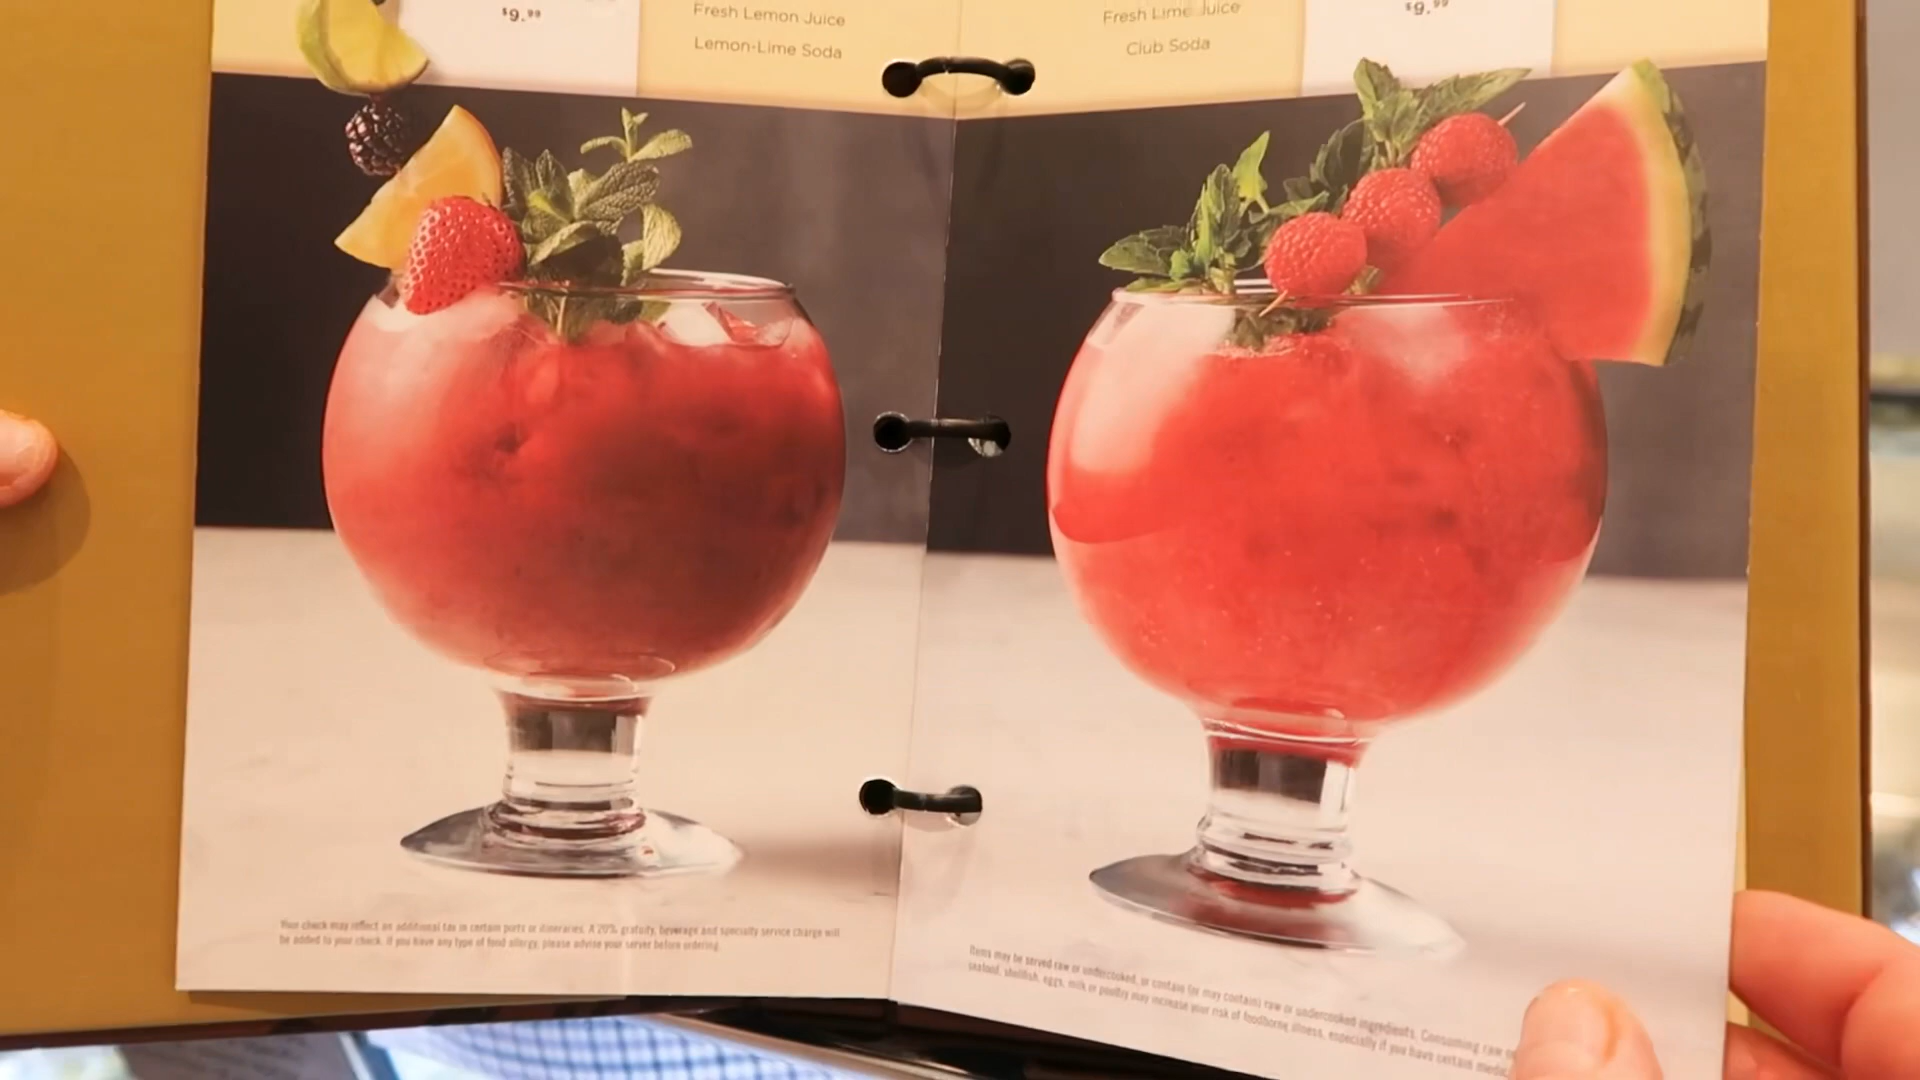 $9.99
Fresh Lemon Juice
Lemon-Lime Soda
Fresh Lime Juice
Club Soda
$9.99
Your check may reflect an additional tax in certain ports or itineraries. A 20% gratuity, beverage and specialty service charge will
be added to your check. If you have any type of food allergy, please advise your server before ordering.
Items may be served raw or undercooked, or contain (or may contain) raw or undercooked ingredients. Consuming raw
seafood, shellfish, eggs, milk or poultry may increase your risk of foodborne illness, especially if you have certain